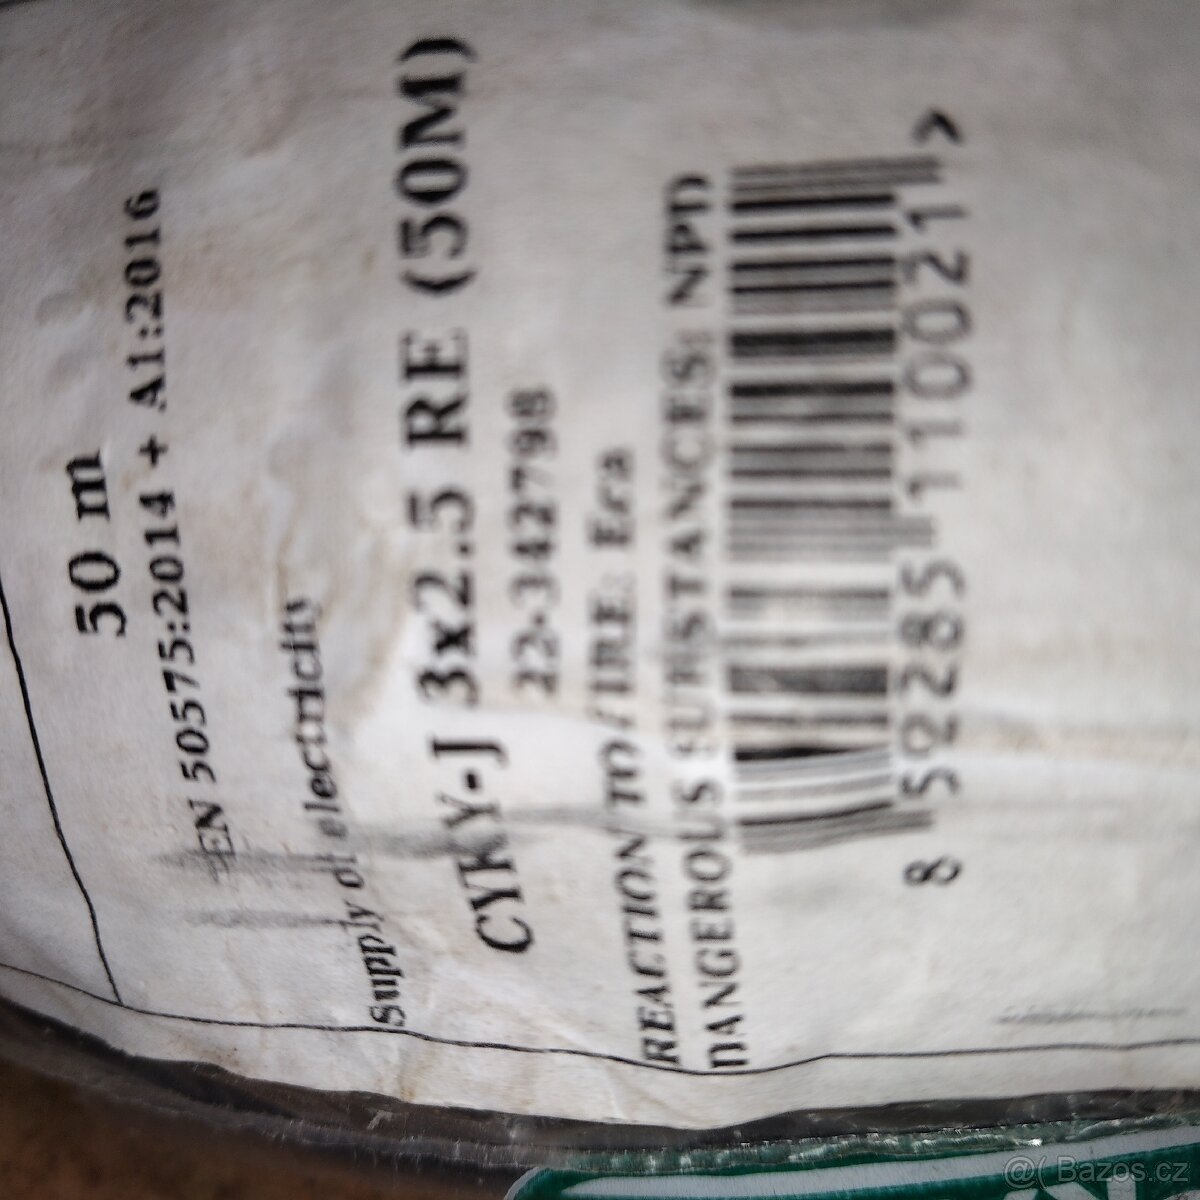 50 m
EN 50575:2014 + A1:2016
Supply of electricity
CYKY-J 3x2.5 RE (50M)
22-3427798
REACTION TO FIRE: Eca
DANGEROUS SUBSTANCES: NPD
8 592285 110021 >
@( Bazos.cz